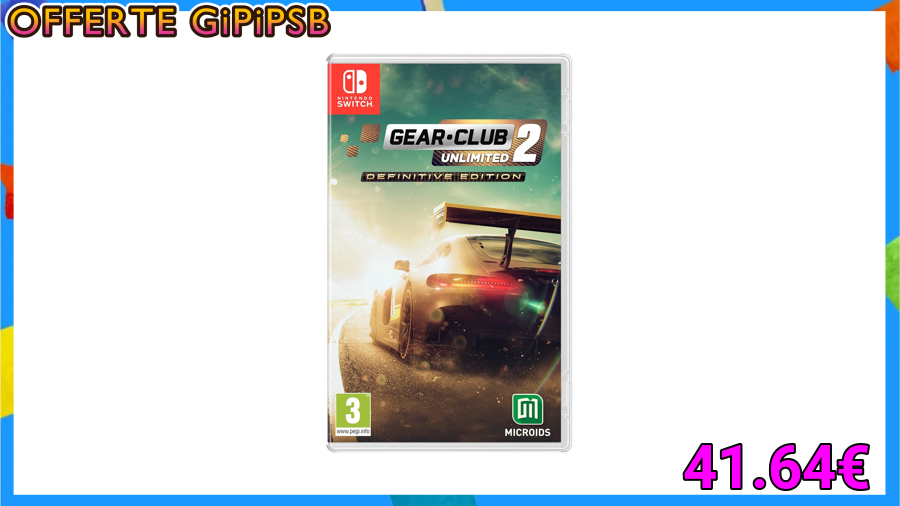 OFFERTE GiPiPSB
NINTENDO
SWITCH
GEAR·CLUB
UNLIMITED 2
DEFINITIVE EDITION
3
www.pegi.info
MICROIDS
41.64€